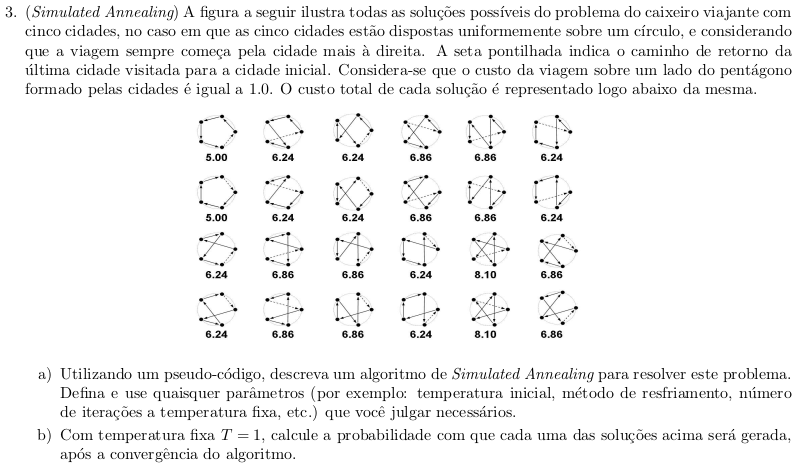 3. (Simulated Annealing) A figura a seguir ilustra todas as soluções possíveis do problema do caixeiro viajante com
cinco cidades, no caso em que as cinco cidades estão dispostas uniformemente sobre um círculo, e considerando
que a viagem sempre começa pela cidade mais à direita. A seta pontilhada indica o caminho de retorno da
última cidade visitada para a cidade inicial. Considera-se que o custo da viagem sobre um lado do pentágono
formado pelas cidades é igual a 1.0. O custo total de cada solução é representado logo abaixo da mesma.
5.00 6.24 6.24 6.86 6.86 6.24
5.00 6.24 6.24 6.86 6.86 6.24
6.24 6.86 6.86 6.24 8.10 6.86
6.24 6.86 6.86 6.24 8.10 6.86
a) Utilizando um pseudo-código, descreva um algoritmo de Simulated Annealing para resolver este problema.
Defina e use quaisquer parâmetros (por exemplo: temperatura inicial, método de resfriamento, número
de iterações a temperatura fixa, etc.) que você julgar necessários.
b) Com temperatura fixa T = 1, calcule a probabilidade com que cada uma das soluções acima será gerada,
após a convergência do algoritmo.